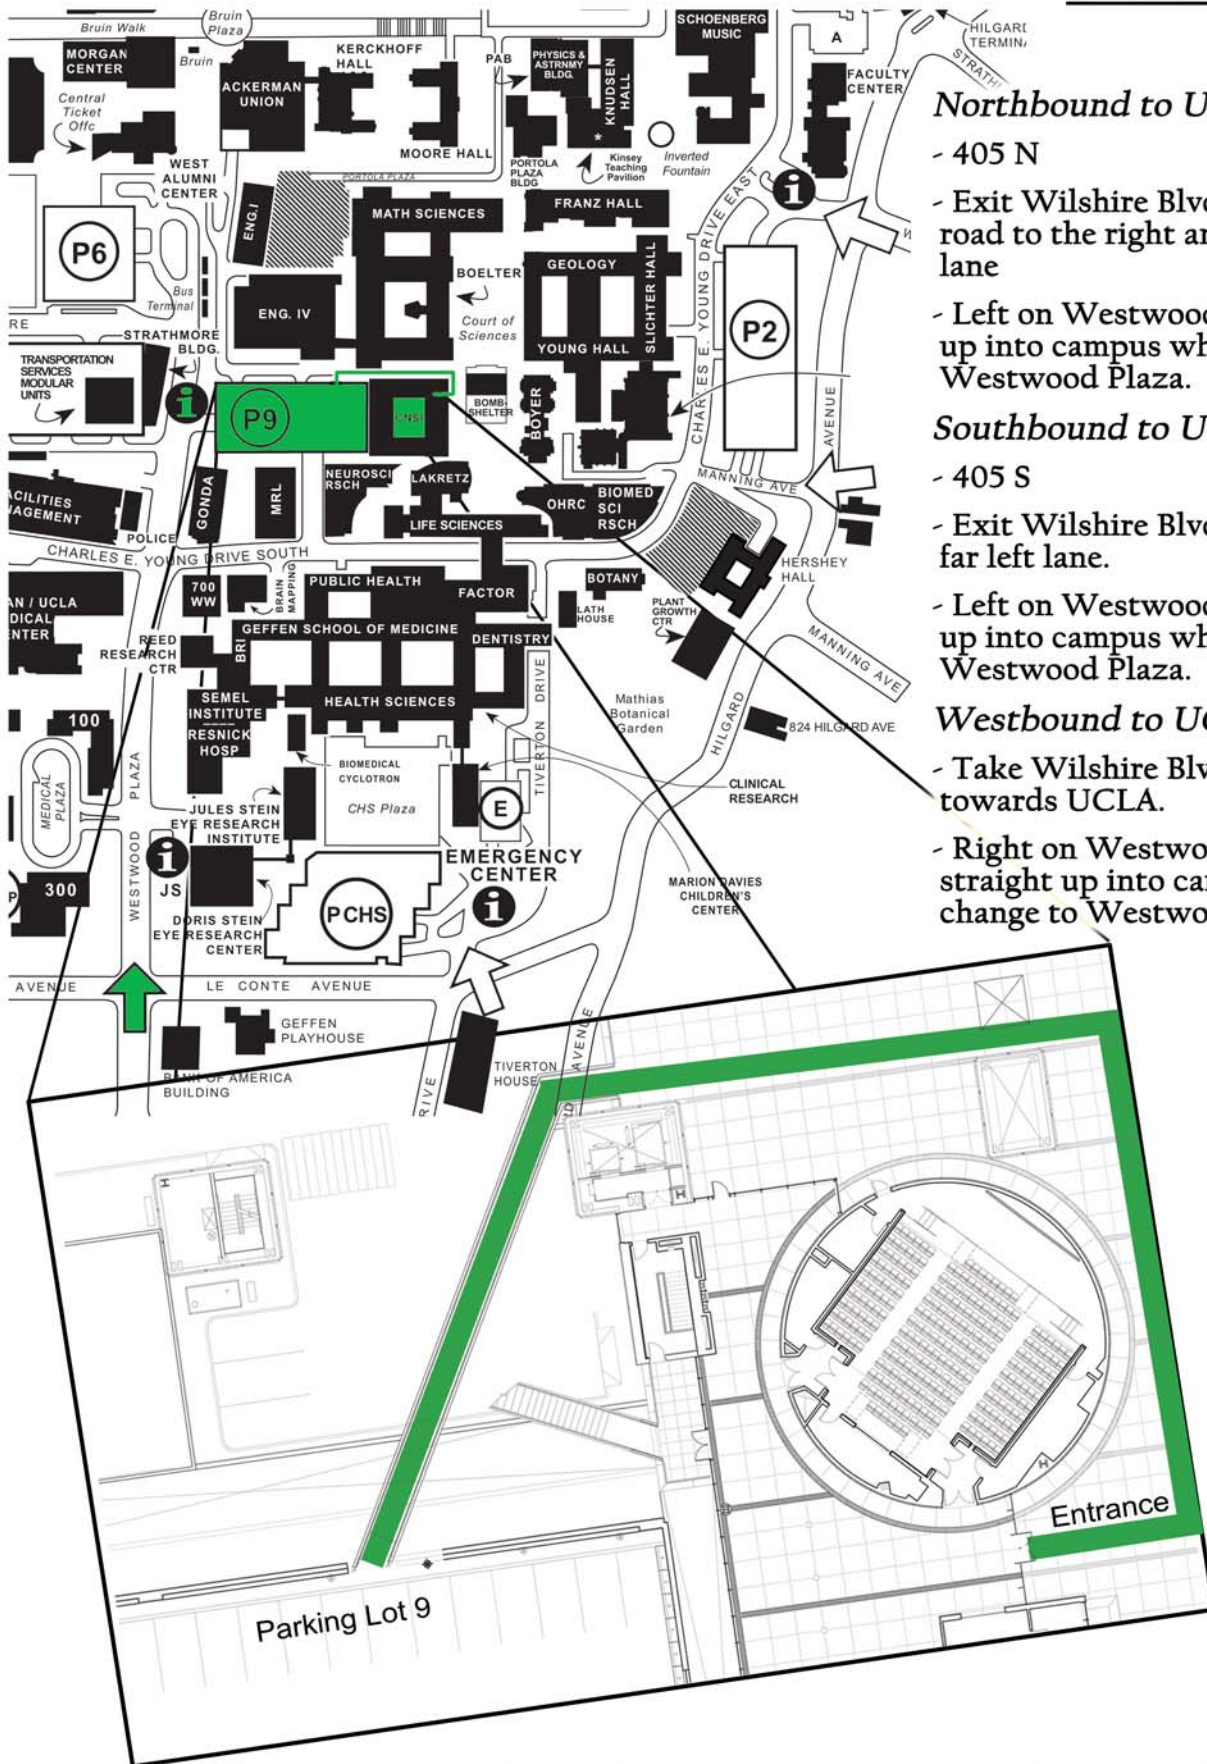 Bruin Walk
Bruin
Plaza
MORGAN
CENTER
Bruin
KERCKHOFF
HALL
ACKERMAN
UNION
Central
Ticket
Offc
PAB
PHYSICS &
ASTRNMY
BLDG.
KNUDSEN
HALL
SCHOENBERG
MUSIC
A
FACULTY
CENTER
MOORE HALL
PORTOLA
PLAZA
BLDG
*
Kinsey
Teaching
Pavilion
Inverted
Fountain
WEST
ALUMNI
CENTER
PORTOLA PLAZA
ENG.I
MATH SCIENCES
FRANZ HALL
i
P6
BOELTER
GEOLOGY
SLICHTER HALL
CHARLES E. YOUNG DRIVE EAST
P2
Bus
Terminal
ENG. IV
Court of
Sciences
YOUNG HALL
STRATHMORE
BLDG.
TRANSPORTATION
SERVICES
MODULAR
UNITS
i
P9
CNSI
BOMB-
SHELTER
BOYER
AVENUE
MANNING AVE
GONDA
MRL
NEUROSCI
RSCH
LAKRETZ
OHRC
BIOMED
SCI
RSCH
LIFE SCIENCES
POLICE
CHARLES E. YOUNG DRIVE SOUTH
HERSHEY
HALL
700
WW
BRAIN
MAPPING
PUBLIC HEALTH
FACTOR
BOTANY
LATH
HOUSE
PLANT
GROWTH
CTR
GEFFEN SCHOOL OF MEDICINE
DENTISTRY
REED
RESEARCH
CTR
BRI
MANNING AVE
SEMEL
INSTITUTE
RESNICK
HOSP
HEALTH SCIENCES
TIVERTON DRIVE
Mathias
Botanical
Garden
HILGARD
824 HILGARD AVE
100
MEDICAL
PLAZA
WESTWOOD PLAZA
BIOMEDICAL
CYCLOTRON
CHS Plaza
CLINICAL
RESEARCH
JULES STEIN
EYE RESEARCH
INSTITUTE
E
EMERGENCY
CENTER
i
i
JS
300
PCHS
MARION DAVIES
CHILDREN'S
CENTER
DORIS STEIN
EYE RESEARCH
CENTER
AVENUE
LE CONTE AVENUE
GEFFEN
PLAYHOUSE
BANK OF AMERICA
BUILDING
TIVERTON
HOUSE
AVENUE
Northbound to U
- 405 N
- Exit Wilshire Blv
road to the right a
lane
- Left on Westwoo
up into campus w
Westwood Plaza.
Southbound to U
- 405 S
- Exit Wilshire Blv
far left lane.
- Left on Westwoo
up into campus w
Westwood Plaza.
Westbound to U
- Take Wilshire Blv
towards UCLA.
- Right on Westwo
straight up into ca
change to Westwo
Entrance
Parking Lot 9